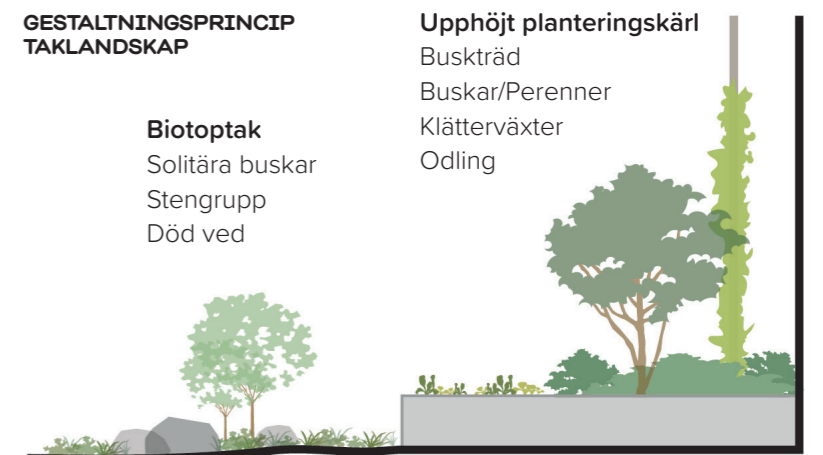 GESTALTNINGSPRINCIP
TAKLANDSKAP
Biotoptak
Solitära buskar
Stengrupp
Död ved
Upphöjt planteringskärl
Buskträd
Buskar/Perenner
Klätterväxter
Odling